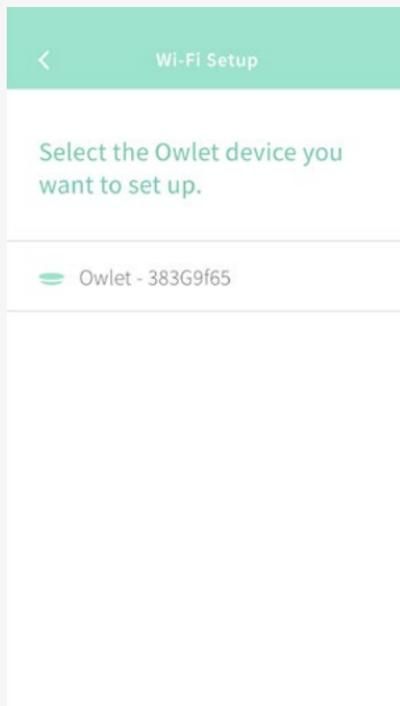 Wi-Fi Setup
Select the Owlet device you
want to set up.
Owlet - 383G9f65